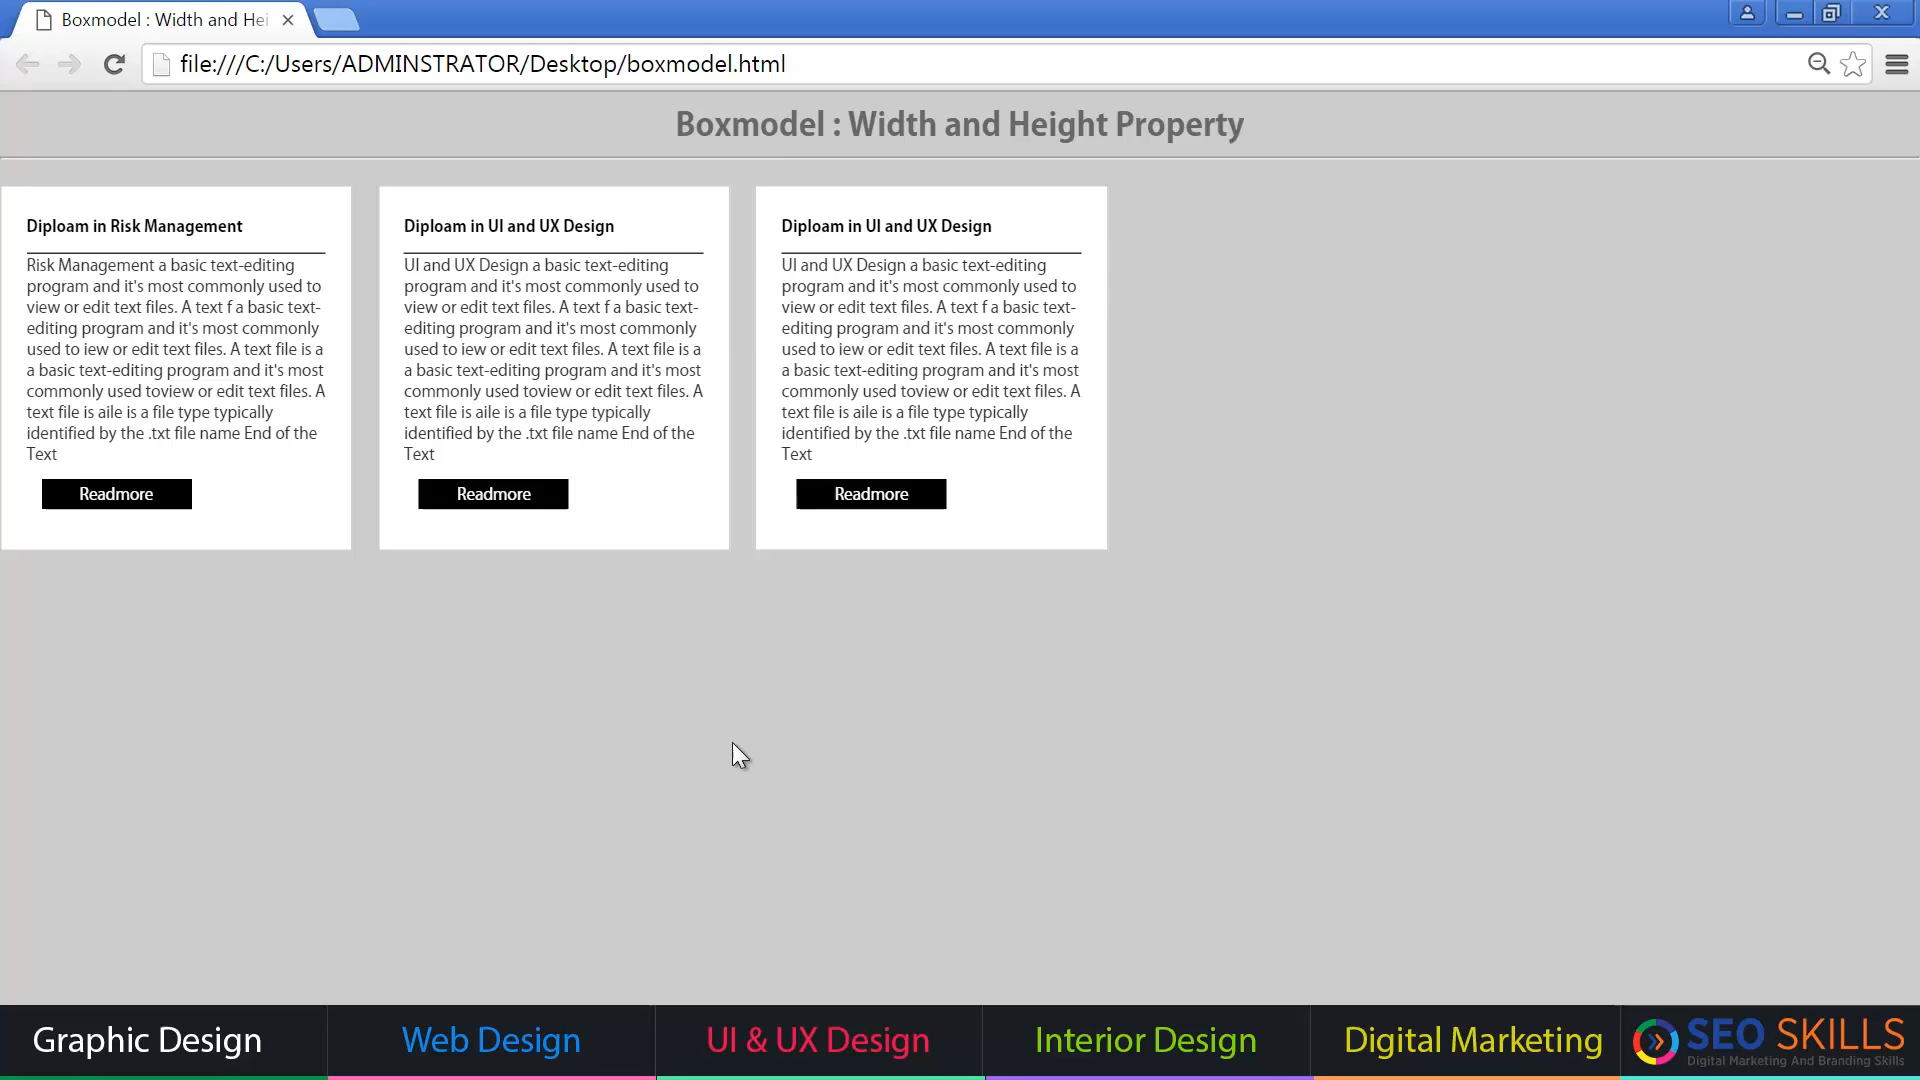 Boxmodel : Width and Hei
file:///C:/Users/ADMINSTRATOR/Desktop/boxmodel.html
Boxmodel : Width and Height Property
Diploam in Risk Management
Risk Management a basic text-editing
program and it's most commonly used to
view or edit text files. A text f a basic text-
editing program and it's most commonly
used to iew or edit text files. A text file is a
a basic text-editing program and it's most
commonly used toview or edit text files. A
text file is aile is a file type typically
identified by the .txt file name End of the
Text
Readmore
Diploam in UI and UX Design
UI and UX Design a basic text-editing
program and it's most commonly used to
view or edit text files. A text f a basic text-
editing program and it's most commonly
used to iew or edit text files. A text file is a
a basic text-editing program and it's most
commonly used toview or edit text files. A
text file is aile is a file type typically
identified by the .txt file name End of the
Text
Readmore
Diploam in UI and UX Design
UI and UX Design a basic text-editing
program and it's most commonly used to
view or edit text files. A text f a basic text-
editing program and it's most commonly
used to iew or edit text files. A text file is a
a basic text-editing program and it's most
commonly used toview or edit text files. A
text file is aile is a file type typically
identified by the .txt file name End of the
Text
Readmore
Graphic Design
Web Design
UI & UX Design
Interior Design
Digital Marketing
SEO SKILLS
Digital Marketing And Branding Skills